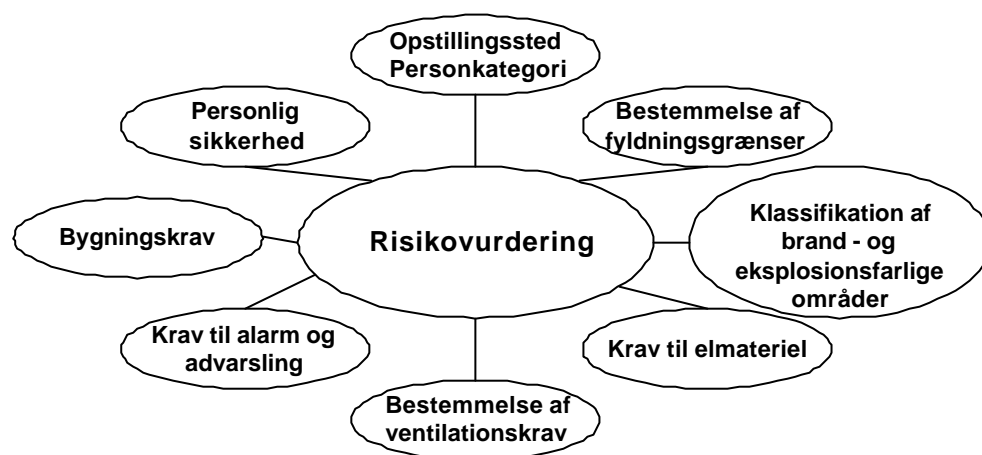 Opstillingssted
Personkategori
Personlig
sikkerhed
Bestemmelse af
fyldningsgrænser
Bygningskrav
Risikovurdering
Klassifikation af
brand - og
eksplosionsfarlige
områder
Krav til alarm og
advarsling
Krav til elmateriel
Bestemmelse af
ventilationskrav